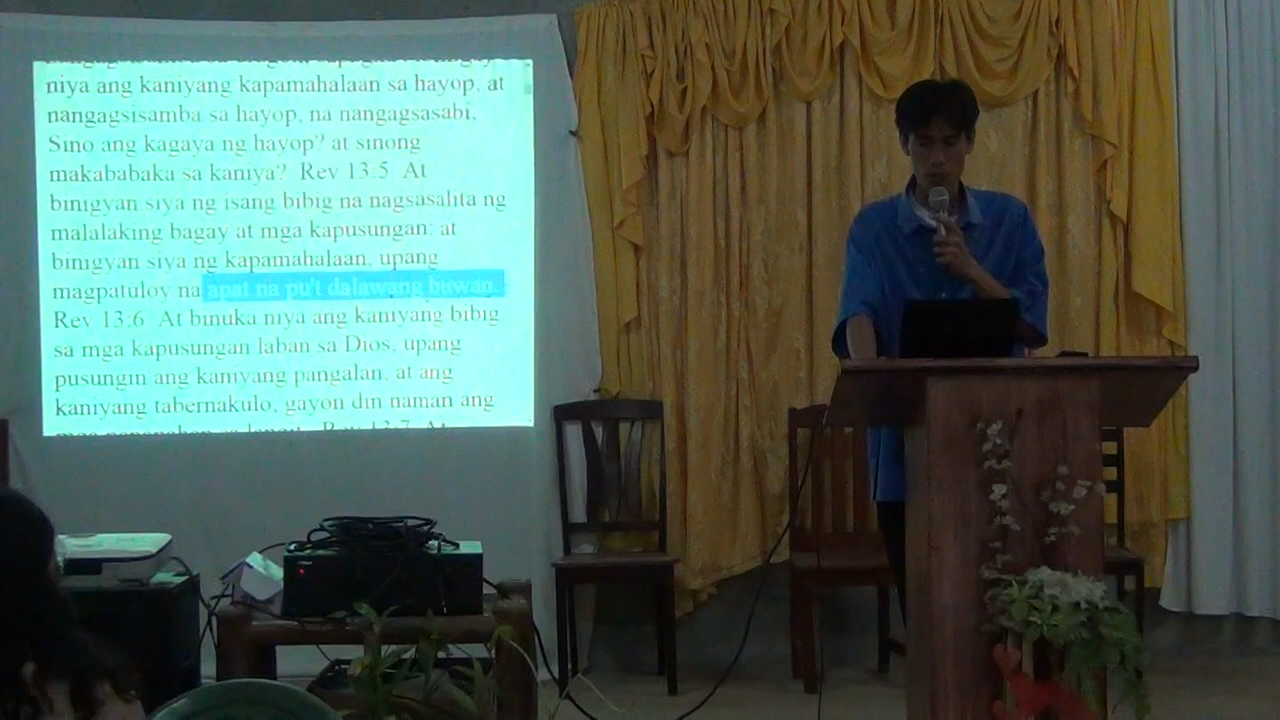 niya ang kaniyang kapamahalaan sa hayop, at
nangagsisamba sa hayop, na nangagsasabi,
Sino ang kagaya ng hayop? at sinong
makababaka sa kaniya? Rev 13:5 At
binigyan siya ng isang bibig na nagsasalita ng
malalaking bagay at mga kapusungan: at
binigyan siya ng kapamahalaan, upang
magpatuloy na apat na pu't dalawang buwan.
Rev 13:6 At binuka niya ang kaniyang bibig
sa mga kapusungan laban sa Dios, upang
pusungin ang kaniyang pangalan, at ang
kaniyang tabernakulo, gayon din naman ang
Rev 13:7 At